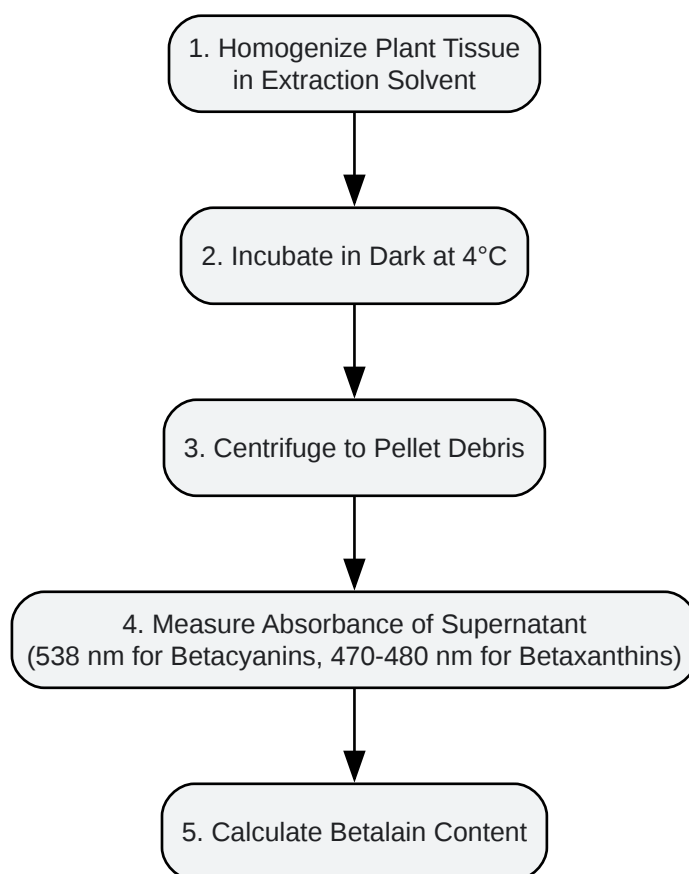 1. Homogenize Plant Tissue
in Extraction Solvent
2. Incubate in Dark at 4°C
3. Centrifuge to Pellet Debris
4. Measure Absorbance of Supernatant
(538 nm for Betacyanins, 470-480 nm for Betaxanthins)
5. Calculate Betalain Content